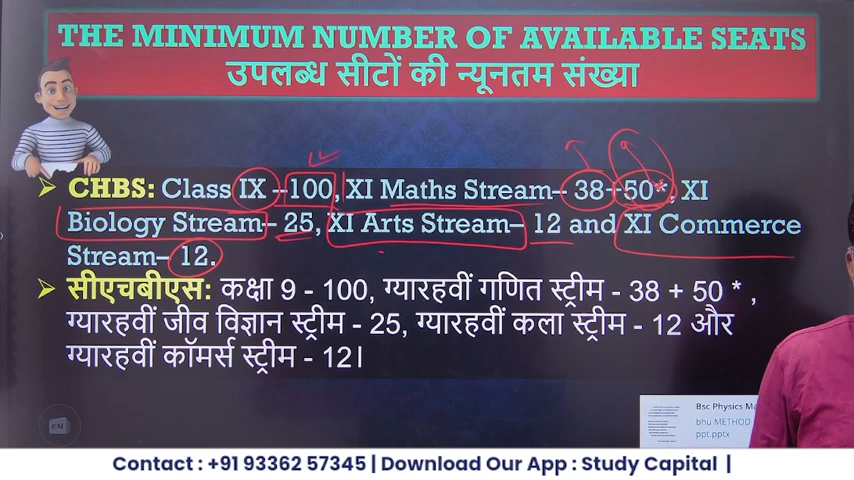 THE MINIMUM NUMBER OF AVAILABLE SEATS
उपलब्ध सीटों की न्यूनतम संख्या
CHBS: Class IX –100, XI Maths Stream– 38+50*, XI
Biology Stream– 25, XI Arts Stream– 12 and XI Commerce
Stream– 12.
सीएचबीएस: कक्षा 9 - 100, ग्यारहवीं गणित स्ट्रीम - 38 + 50 * ,
ग्यारहवीं जीव विज्ञान स्ट्रीम - 25, ग्यारहवीं कला स्ट्रीम - 12 और
ग्यारहवीं कॉमर्स स्ट्रीम - 12।
EN
Bsc Physics
bhu METHOD
ppt.pptx
Contact : +91 93362 57345 | Download Our App : Study Capital |